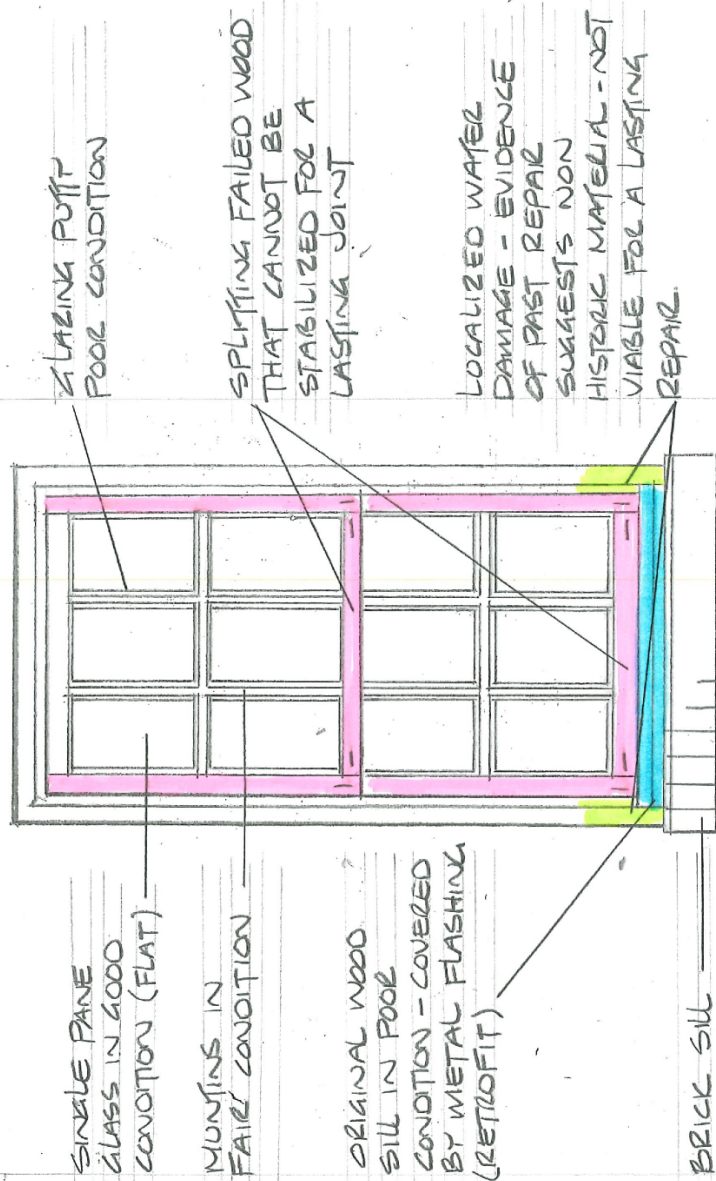 SINGLE PANE
GLASS IN GOOD
CONDITION (FLAT)
MUNTINS IN
FAIR CONDITION
ORIGINAL WOOD
SILL IN POOR
CONDITION - COVERED
BY METAL FLASHING
(RETROFIT)
BRICK SILL
GLAZING PUTTY
POOR CONDITION
SPLITTING FAILED WOOD
THAT CANNOT BE
STABILIZED FOR A
LASTING JOINT
LOCALIZED WATER
DAMAGE - EVIDENCE
OF PAST REPAIR
SUGGESTS NON
HISTORIC MATERIAL - NOT
VIABLE FOR A LASTING
REPAIR.